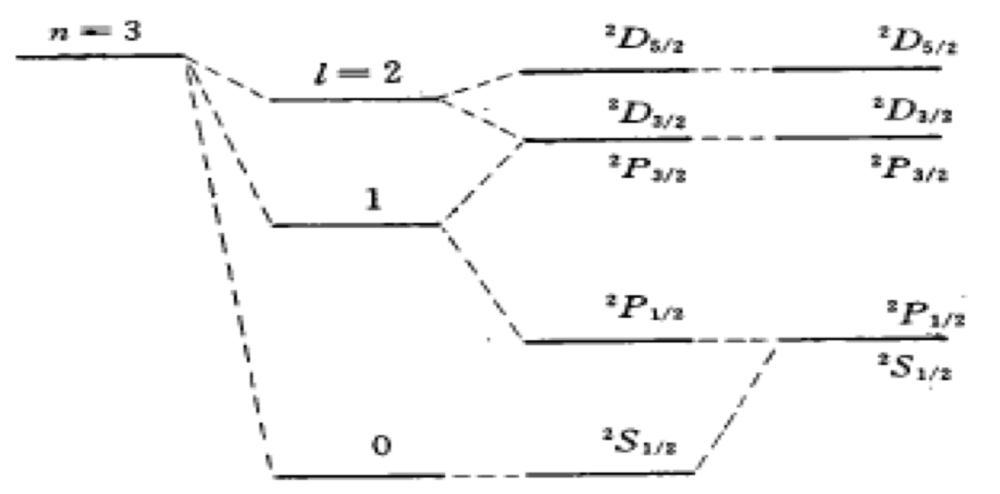 n = 3
l = 2
1
0
²D₅/₂ ²D₅/₂
²D₃/₂ ²D₃/₂
²P₃/₂ ²P₃/₂
²P₁/₂ ²P₁/₂
²S₁/₂
²S₁/₂